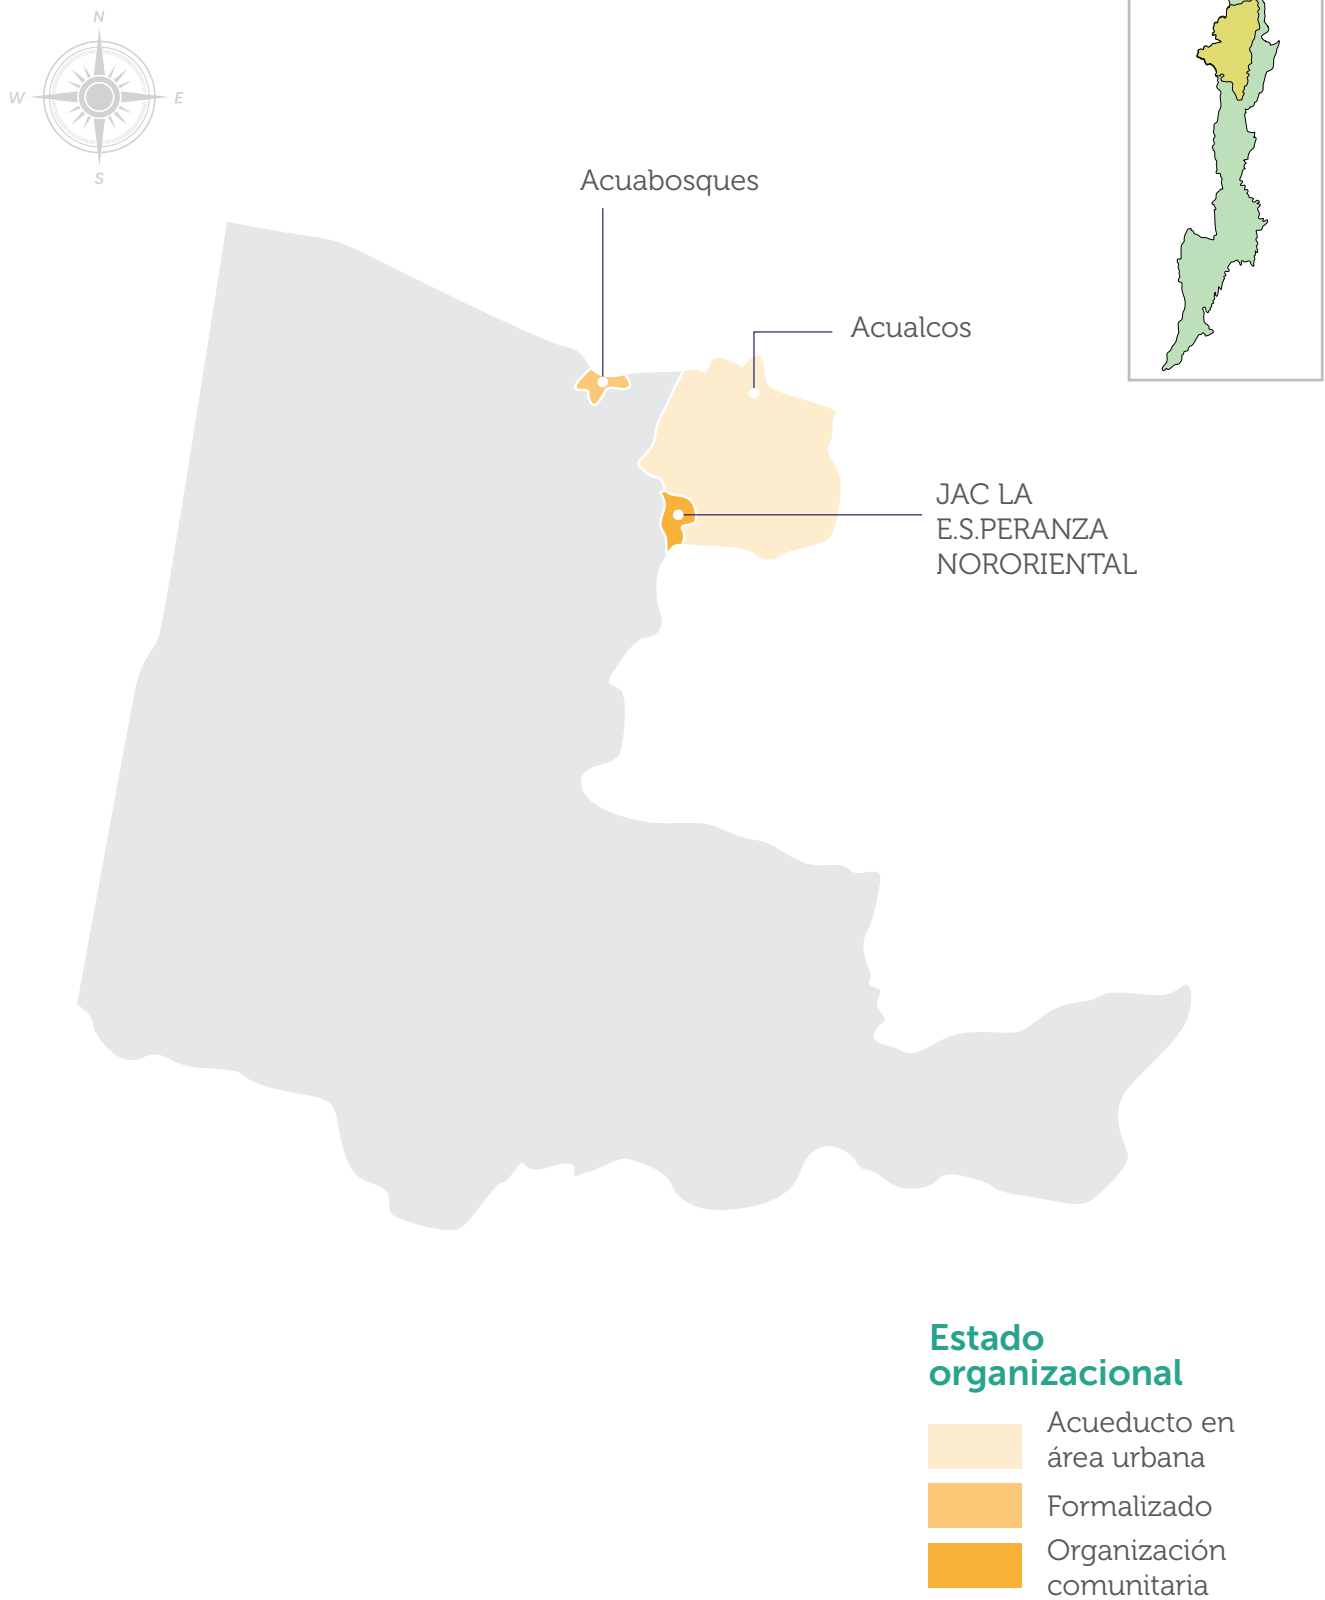 N
W
E
S
Acuabosques
Acualcos
JAC LA
E.S.PERANZA
NORORIENTAL
Estado
organizacional
Acueducto en
área urbana
Formalizado
Organización
comunitaria